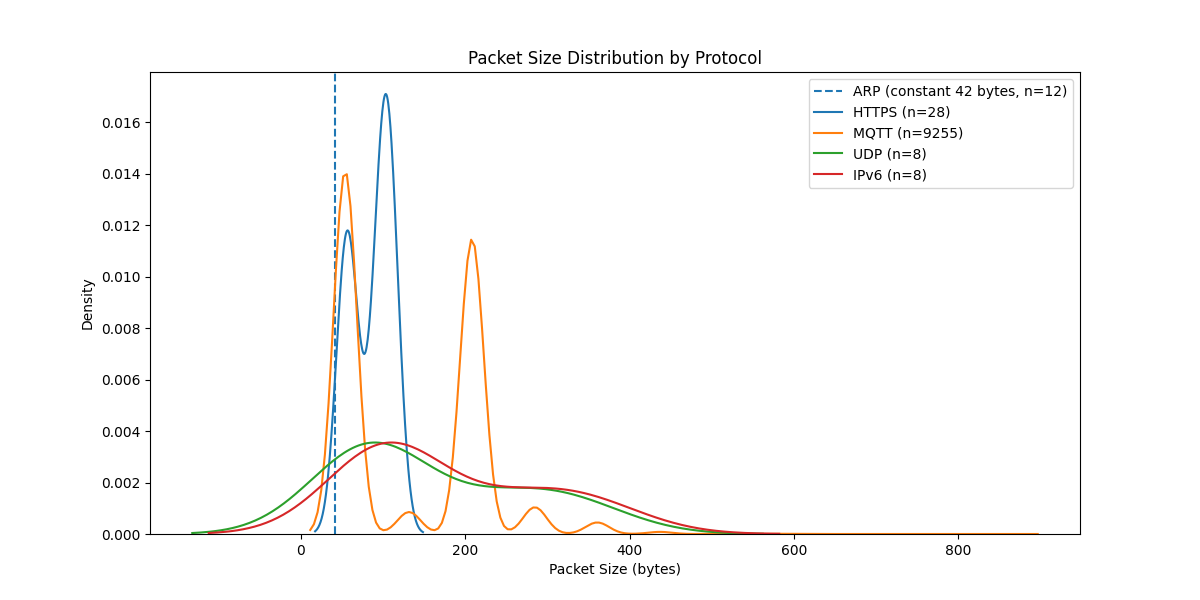 Packet Size Distribution by Protocol
ARP (constant 42 bytes, n=12)
HTTPS (n=28)
MQTT (n=9255)
UDP (n=8)
IPv6 (n=8)
Density
0.016
0.014
0.012
0.010
0.008
0.006
0.004
0.002
0.000
0 200 400 600 800
Packet Size (bytes)